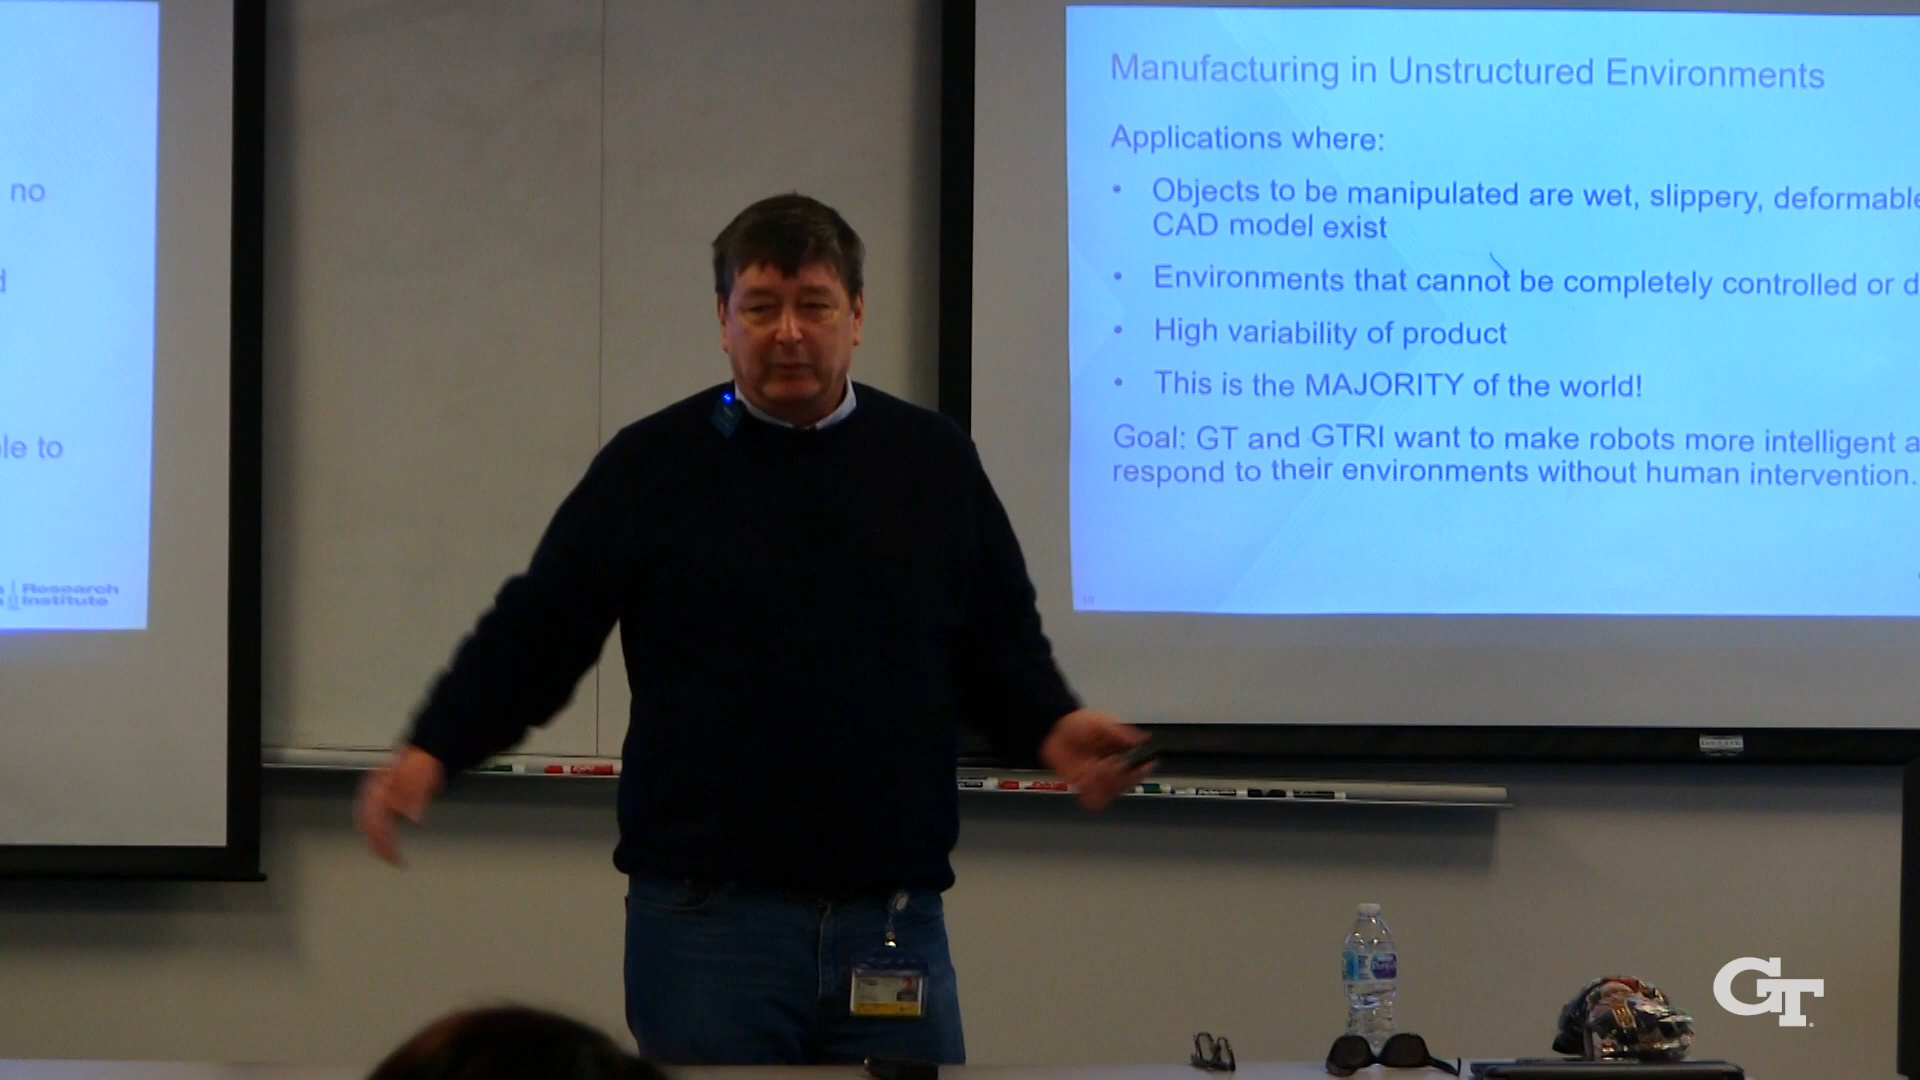 no
d
le to
Research
Institute
Manufacturing in Unstructured Environments
Applications where:
• Objects to be manipulated are wet, slippery, deformable
CAD model exist
• Environments that cannot be completely controlled or d
• High variability of product
• This is the MAJORITY of the world!
Goal: GT and GTRI want to make robots more intelligent a
respond to their environments without human intervention.
10
GT